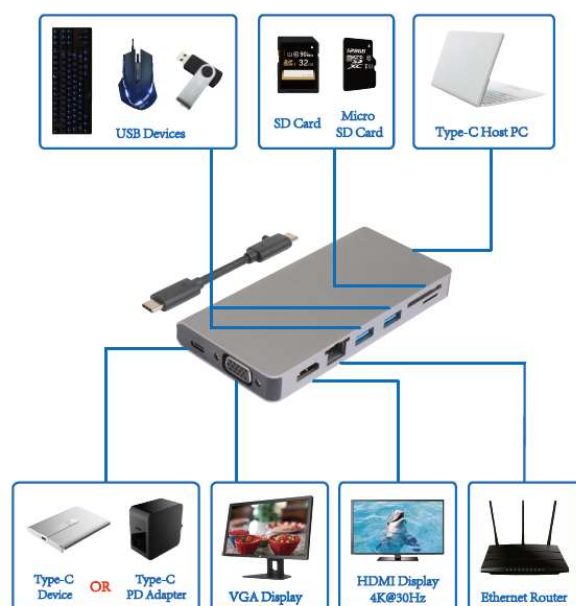 USB Devices
SD Card
Micro
SD Card
Type-C Host PC
Type-C
Device
OR
Type-C
PD Adapter
VGA Display
HDMI Display
4K@30Hz
Ethernet Router